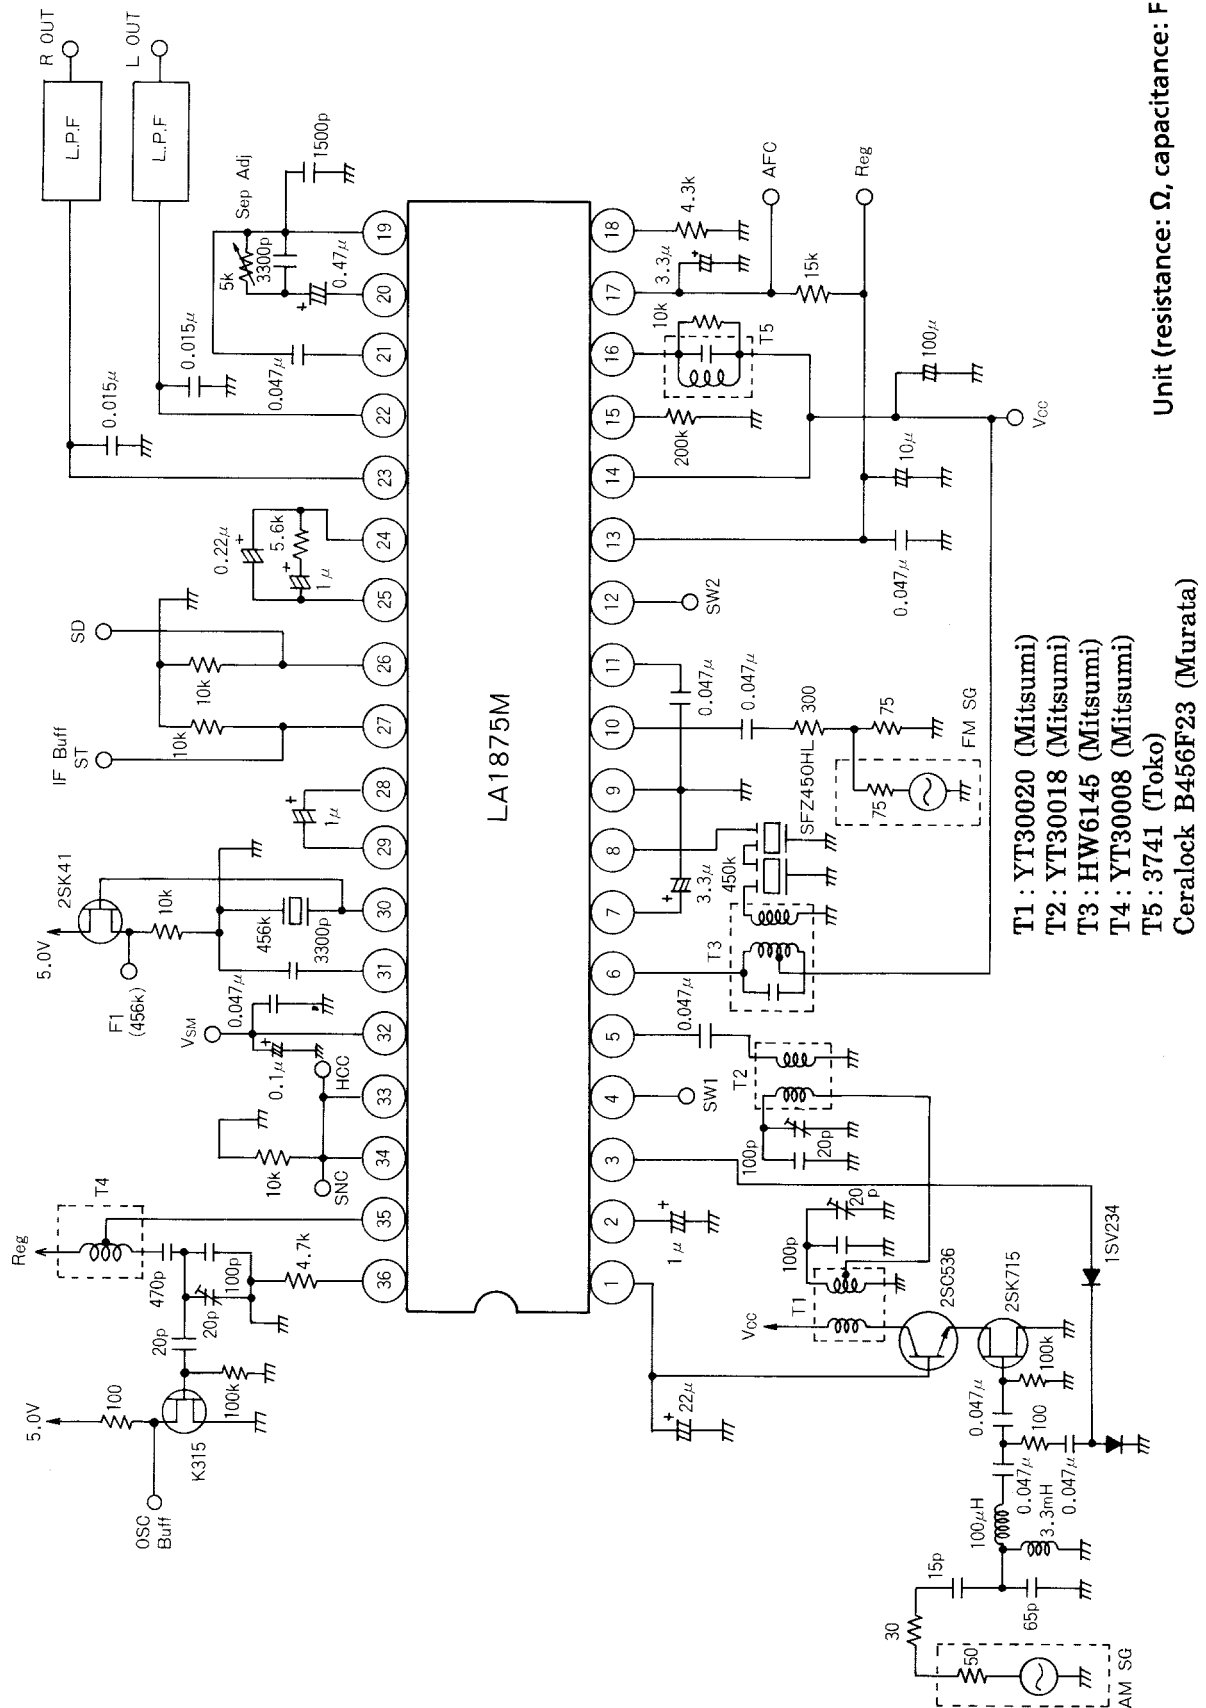 R OUT
L OUT
L.P.F
L.P.F
1500p
Sep Adj
5k
3300p
0.47μ
+
0.015μ
0.047μ
0.015μ
19
20
21
22
23
24
25
26
27
28
29
30
31
32
33
34
35
36
0.22μ
+
5.6k
+
1μ
SD
IF Buff
ST
10k
10k
+
1μ
2SK41
5.0V
10k
F1
(456k)
456k
3300p
VSM
0.047μ
0.1μ
+
HCC
SNC
10k
Reg
T4
470p
100p
4.7k
20p
20p
5.0V
100
100k
K315
OSC
Buff
LA1875M
18
17
16
15
14
13
12
11
10
9
8
7
6
5
4
3
2
1
4.3k
3.3μ
+
AFC
15k
Reg
10k
T5
200k
100μ
VCC
10μ
0.047μ
SW2
0.047μ
0.047μ
300
75
75
FM SG
SFZ450HL
450k
3.3μ
+
T3
0.047μ
T2
SW1
100p
20p
1μ
+
100p
20
p
T1
VCC
2SC536
2SK715
1SV234
22μ
+
100k
0.047μ
100
0.047μ
0.047μ
100μH
3.3mH
15p
65p
30
50
AM SG
T1 : YT30020 (Mitsumi)
T2 : YT30018 (Mitsumi)
T3 : HW6145 (Mitsumi)
T4 : YT30008 (Mitsumi)
T5 : 3741 (Toko)
Ceralock B456F23 (Murata)
Unit (resistance: Ω, capacitance: F